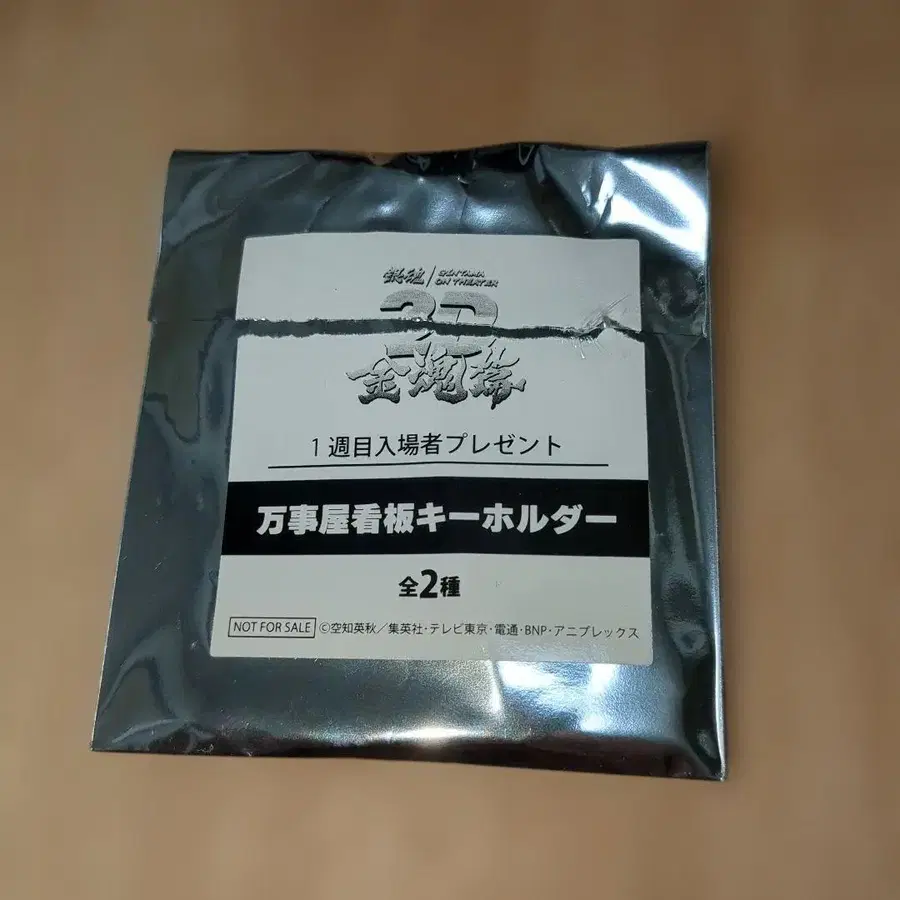 銀魂 GINTAMA
ON THEATER
3D
金魂篇
1週目入場者プレゼント
万事屋看板キーホルダー
全2種
NOT FOR SALE ©空知英秋／集英社・テレビ東京・電通・BNP・アニプレックス